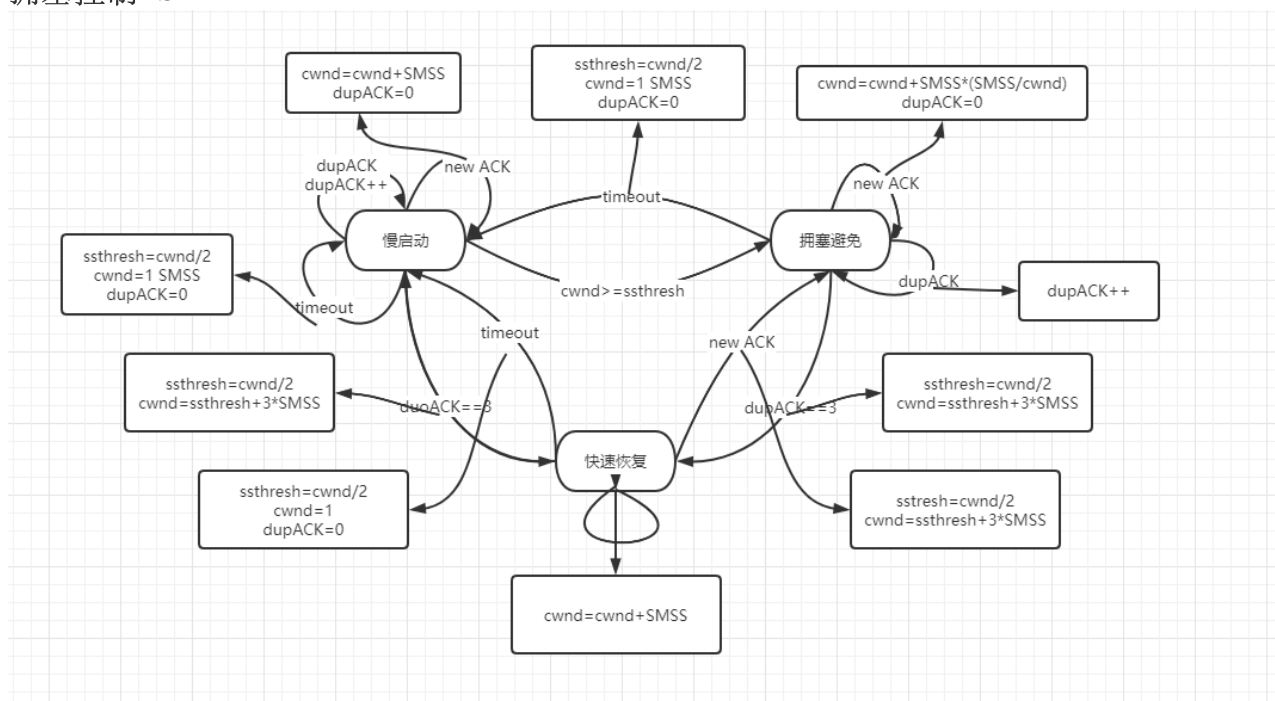 cwnd=cwnd+SMSS
dupACK=0
ssthresh=cwnd/2
cwnd=1 SMSS
dupACK=0
cwnd=cwnd+SMSS*(SMSS/cwnd)
dupACK=0
dupACK
dupACK++
new ACK
timeout
new ACK
慢启动
拥塞避免
ssthresh=cwnd/2
cwnd=1 SMSS
dupACK=0
timeout
cwnd>=ssthresh
dupACK
dupACK++
timeout
new ACK
ssthresh=cwnd/2
cwnd=ssthresh+3*SMSS
duoACK==3
dupACK==3
ssthresh=cwnd/2
cwnd=ssthresh+3*SMSS
快速恢复
ssthresh=cwnd/2
cwnd=1
dupACK=0
sstresh=cwnd/2
cwnd=ssthresh+3*SMSS
cwnd=cwnd+SMSS